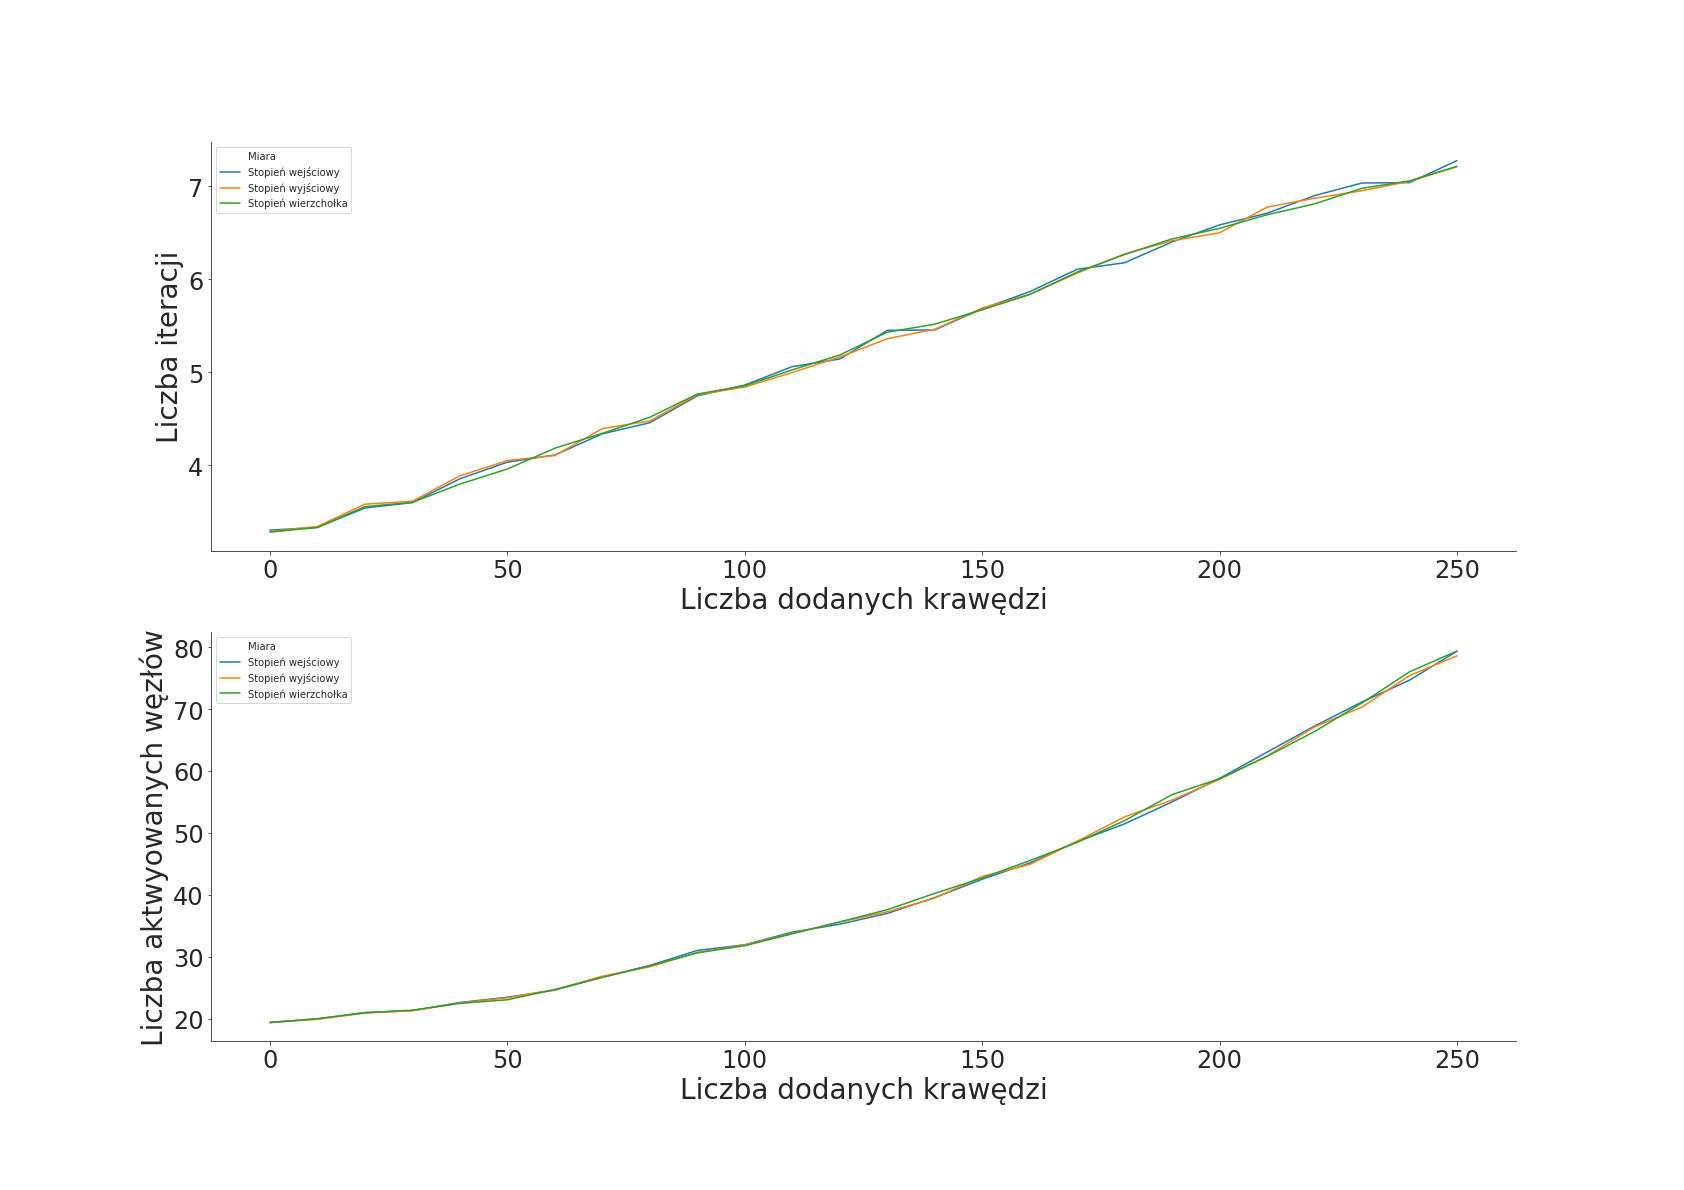 Miara
Stopień wejściowy
Stopień wyjściowy
Stopień wierzchołka
7
6
5
4
Liczba iteracji
0 50 100 150 200 250
Liczba dodanych krawędzi
Miara
Stopień wejściowy
Stopień wyjściowy
Stopień wierzchołka
80
70
60
50
40
30
20
Liczba aktwyowanych węzłów
0 50 100 150 200 250
Liczba dodanych krawędzi